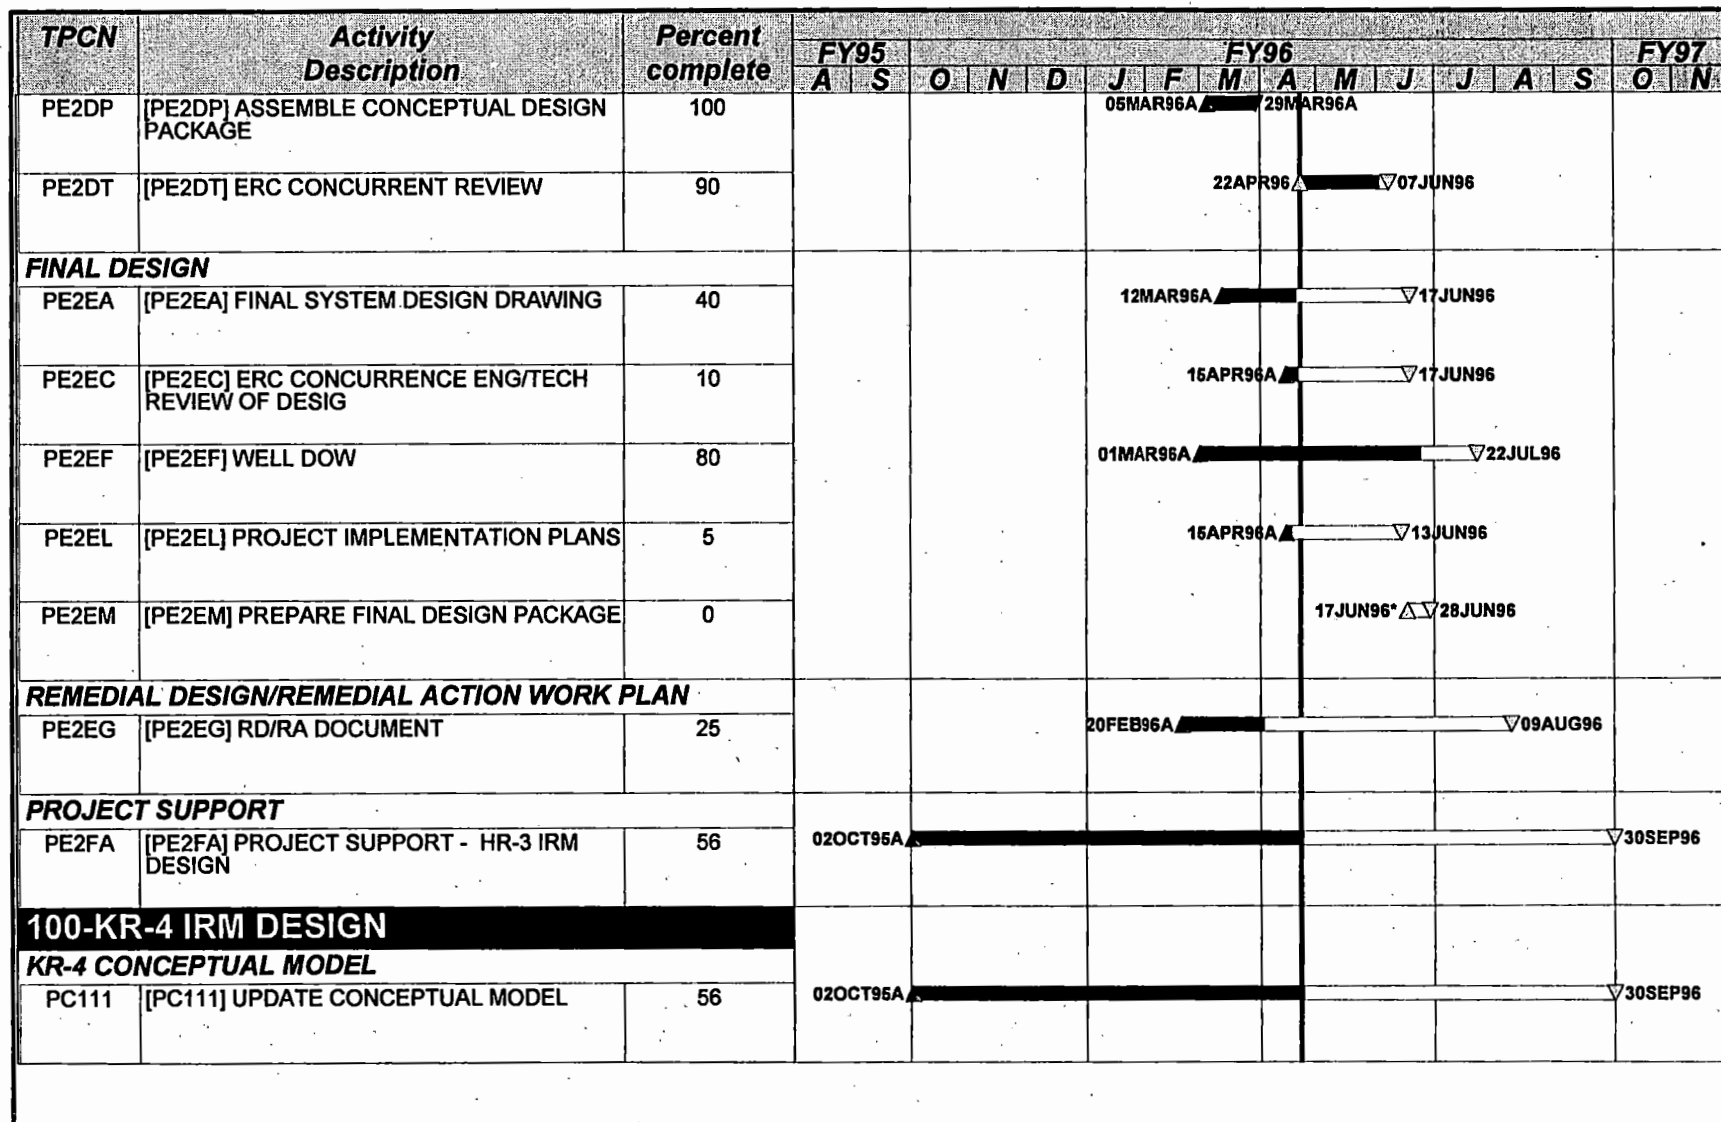 TPCN Activity Description Percent complete FY95 FY96 FY97
A S O N D J F M A M J J A S O N
PE2DP [PE2DP] ASSEMBLE CONCEPTUAL DESIGN 100 05MAR96A 29MAR96A
PACKAGE
PE2DT [PE2DT] ERC CONCURRENT REVIEW 90 22APR96 07JUN96
FINAL DESIGN
PE2EA [PE2EA] FINAL SYSTEM DESIGN DRAWING 40 12MAR96A 17JUN96
PE2EC [PE2EC] ERC CONCURRENCE ENG/TECH 10 15APR96A 17JUN96
REVIEW OF DESIG
PE2EF [PE2EF] WELL DOW 80 01MAR96A 22JUL96
PE2EL [PE2EL] PROJECT IMPLEMENTATION PLANS 5 15APR96A 13JUN96
PE2EM [PE2EM] PREPARE FINAL DESIGN PACKAGE 0 17JUN96* 28JUN96
REMEDIAL DESIGN/REMEDIAL ACTION WORK PLAN
PE2EG [PE2EG] RD/RA DOCUMENT 25 20FEB96A 09AUG96
PROJECT SUPPORT
PE2FA [PE2FA] PROJECT SUPPORT - HR-3 IRM 56 02OCT95A 30SEP96
DESIGN
100-KR-4 IRM DESIGN
KR-4 CONCEPTUAL MODEL
PC111 [PC111] UPDATE CONCEPTUAL MODEL 56 02OCT95A 30SEP96